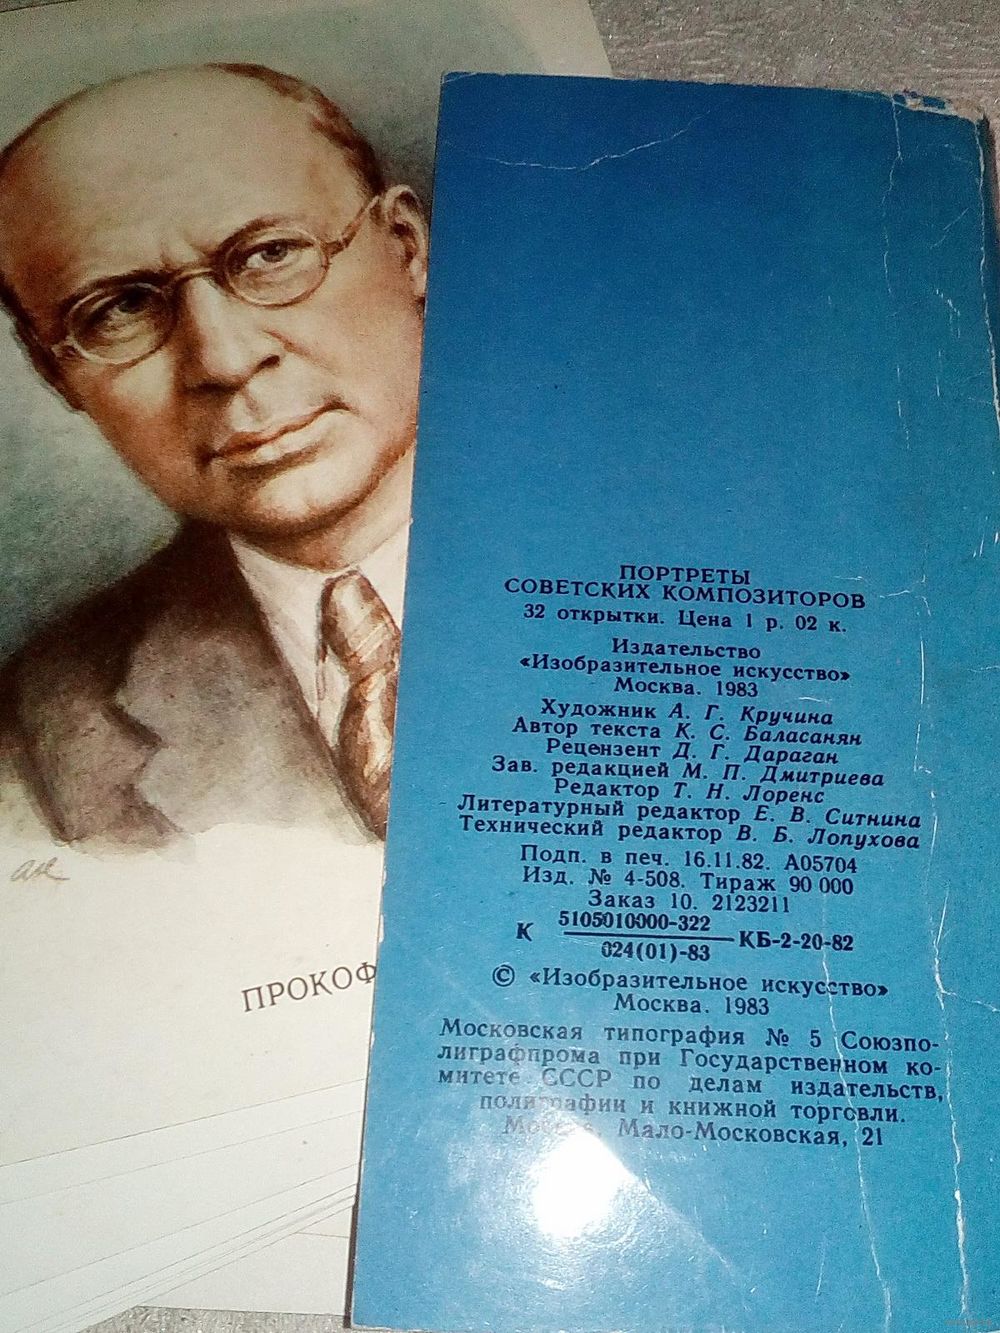 ак
ПРОКОФ
ПОРТРЕТЫ
СОВЕТСКИХ КОМПОЗИТОРОВ
32 открытки. Цена 1 р. 02 к.
Издательство
«Изобразительное искусство»
Москва. 1983
Художник А. Г. Кручина
Автор текста К. С. Баласанян
Рецензент Д. Г. Дараган
Зав. редакцией М. П. Дмитриева
Редактор Т. Н. Лоренс
Литературный редактор Е. В. Ситнина
Технический редактор В. Б. Лопухова
Подп. в печ. 16.11.82. А05704
Изд. № 4-508. Тираж 90 000
Заказ 10. 2123211
К 5105010000-322
024(01)-83 КБ-2-20-82
© «Изобразительное искусство»
Москва. 1983
Московская типография № 5 Союзпо-
лиграфпрома при Государственном ко-
митете СССР по делам издательств,
полиграфии и книжной торговли.
Москва, Мало-Московская, 21